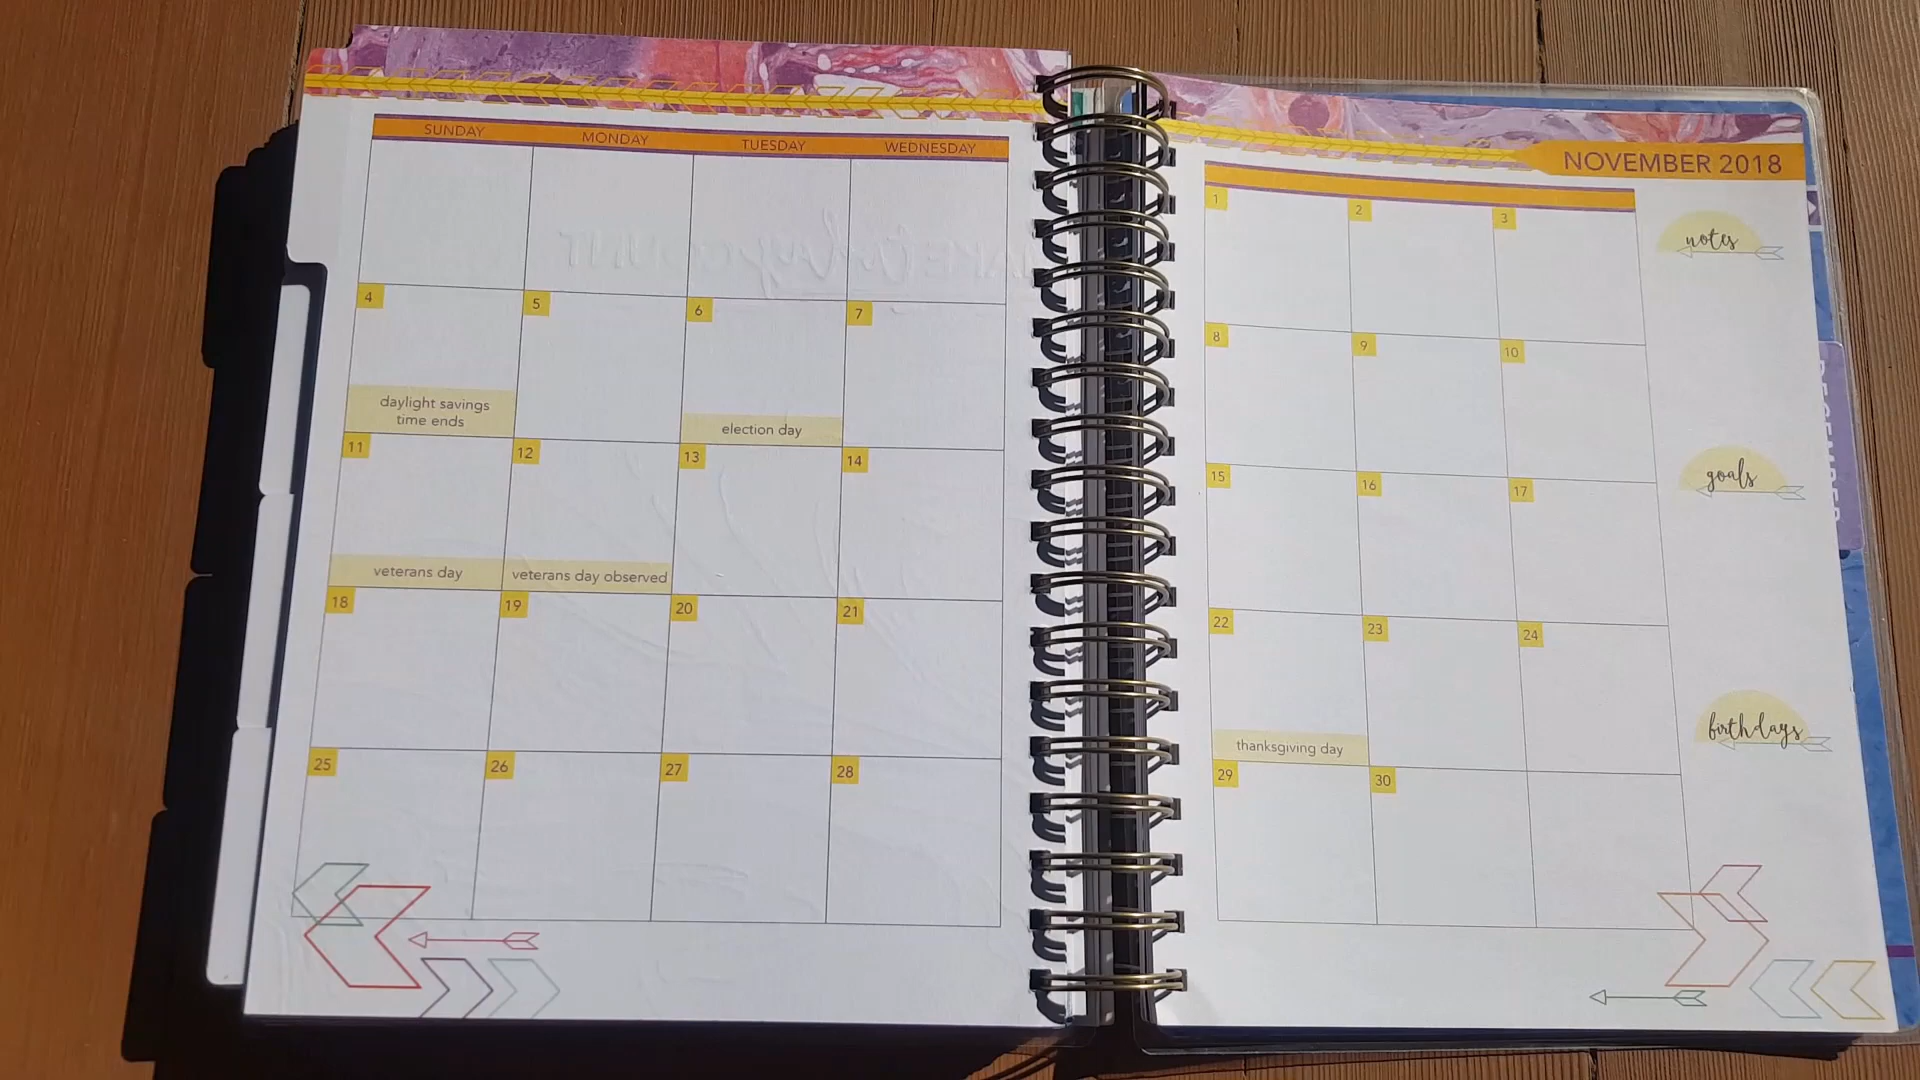 SUNDAY MONDAY TUESDAY WEDNESDAY
4 5 6 7
daylight savings
time ends
election day
11 12 13 14
veterans day
veterans day observed
18 19 20 21
25 26 27 28
NOVEMBER 2018
1 2 3
8 9 10
15 16 17
22 23 24
thanksgiving day
29 30
notes
goals
birthdays
DECEMBER